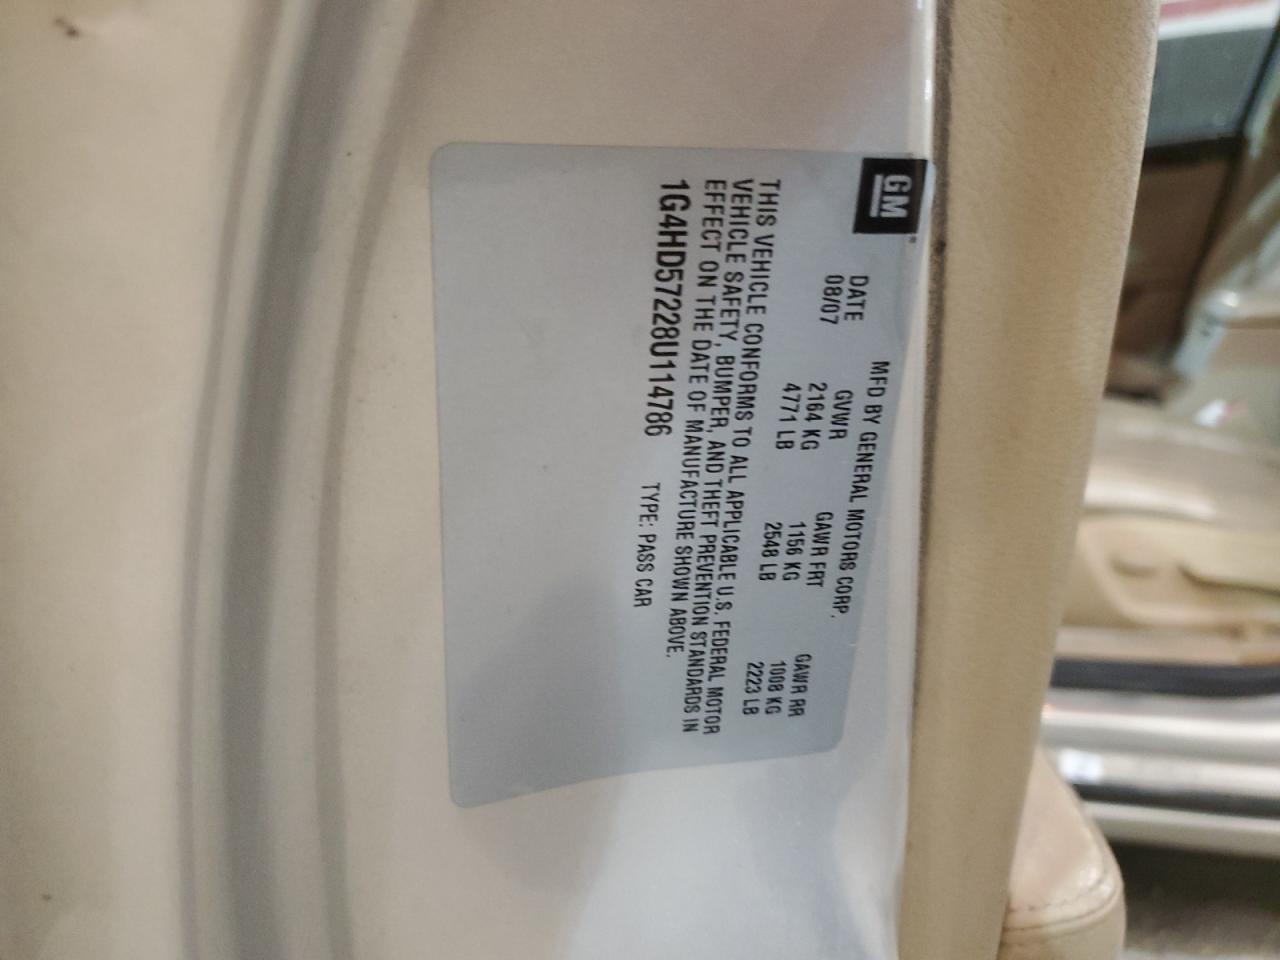 GM
MFD BY GENERAL MOTORS CORP.
DATE GVWR GAWR FRT GAWR RR
08/07 2164 KG 1156 KG 1008 KG
4771 LB 2548 LB 2223 LB
THIS VEHICLE CONFORMS TO ALL APPLICABLE U.S. FEDERAL MOTOR
VEHICLE SAFETY, BUMPER, AND THEFT PREVENTION STANDARDS IN
EFFECT ON THE DATE OF MANUFACTURE SHOWN ABOVE.
1G4HD57228U114786 TYPE: PASS CAR